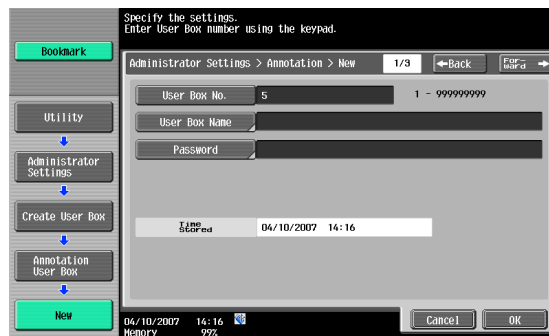 Specify the settings.
Enter User Box number using the keypad.
Bookmark
Administrator Settings > Annotation > New
1/3
←Back
For-
ward →
User Box No.
5
1 - 999999999
Utility
User Box Name
Password
Administrator
Settings
Create User Box
Time
Stored
04/10/2007 14:16
Annotation
User Box
New
04/10/2007 14:16
Memory 99%
Cancel
OK